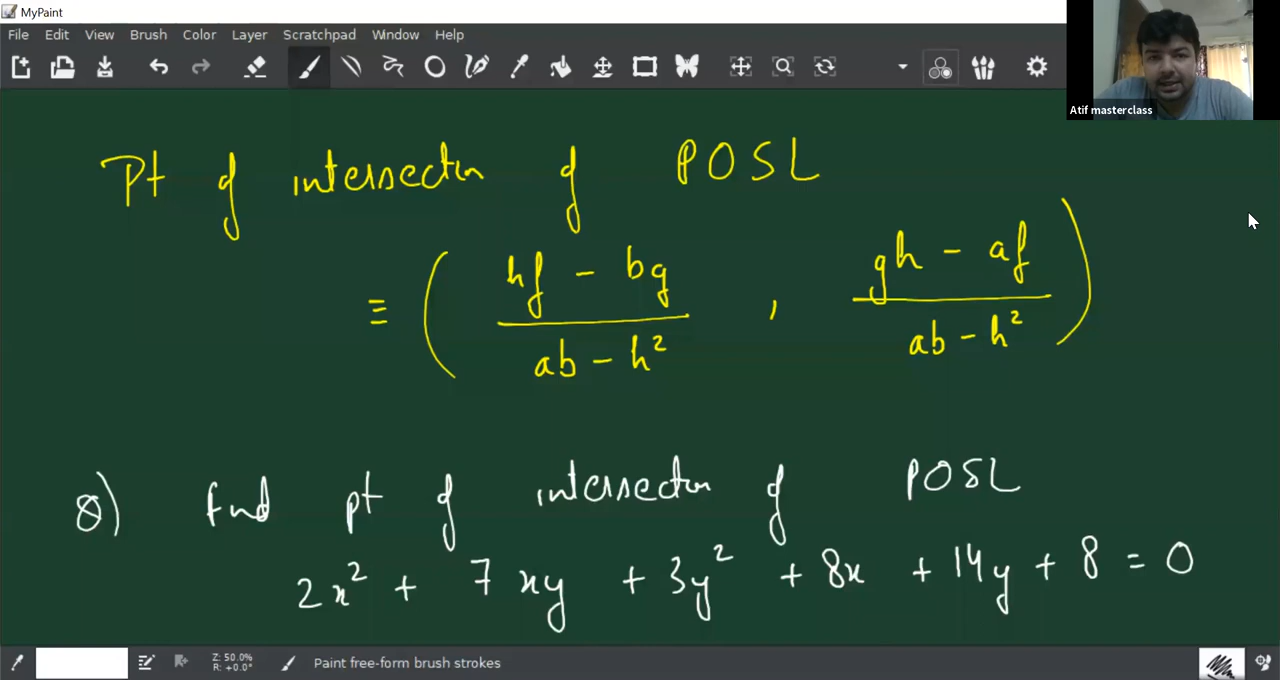 MyPaint
File Edit View Brush Color Layer Scratchpad Window Help
Atif masterclass
Pt of intersection of POSL
≡ ( (hf - bg)/(ab - h²) , (gh - af)/(ab - h²) )
Q) Find pt of intersection of POSL
2x² + 7xy + 3y² + 8x + 14y + 8 = 0
Z: 50.0%
R: +0.0°
Paint free-form brush strokes